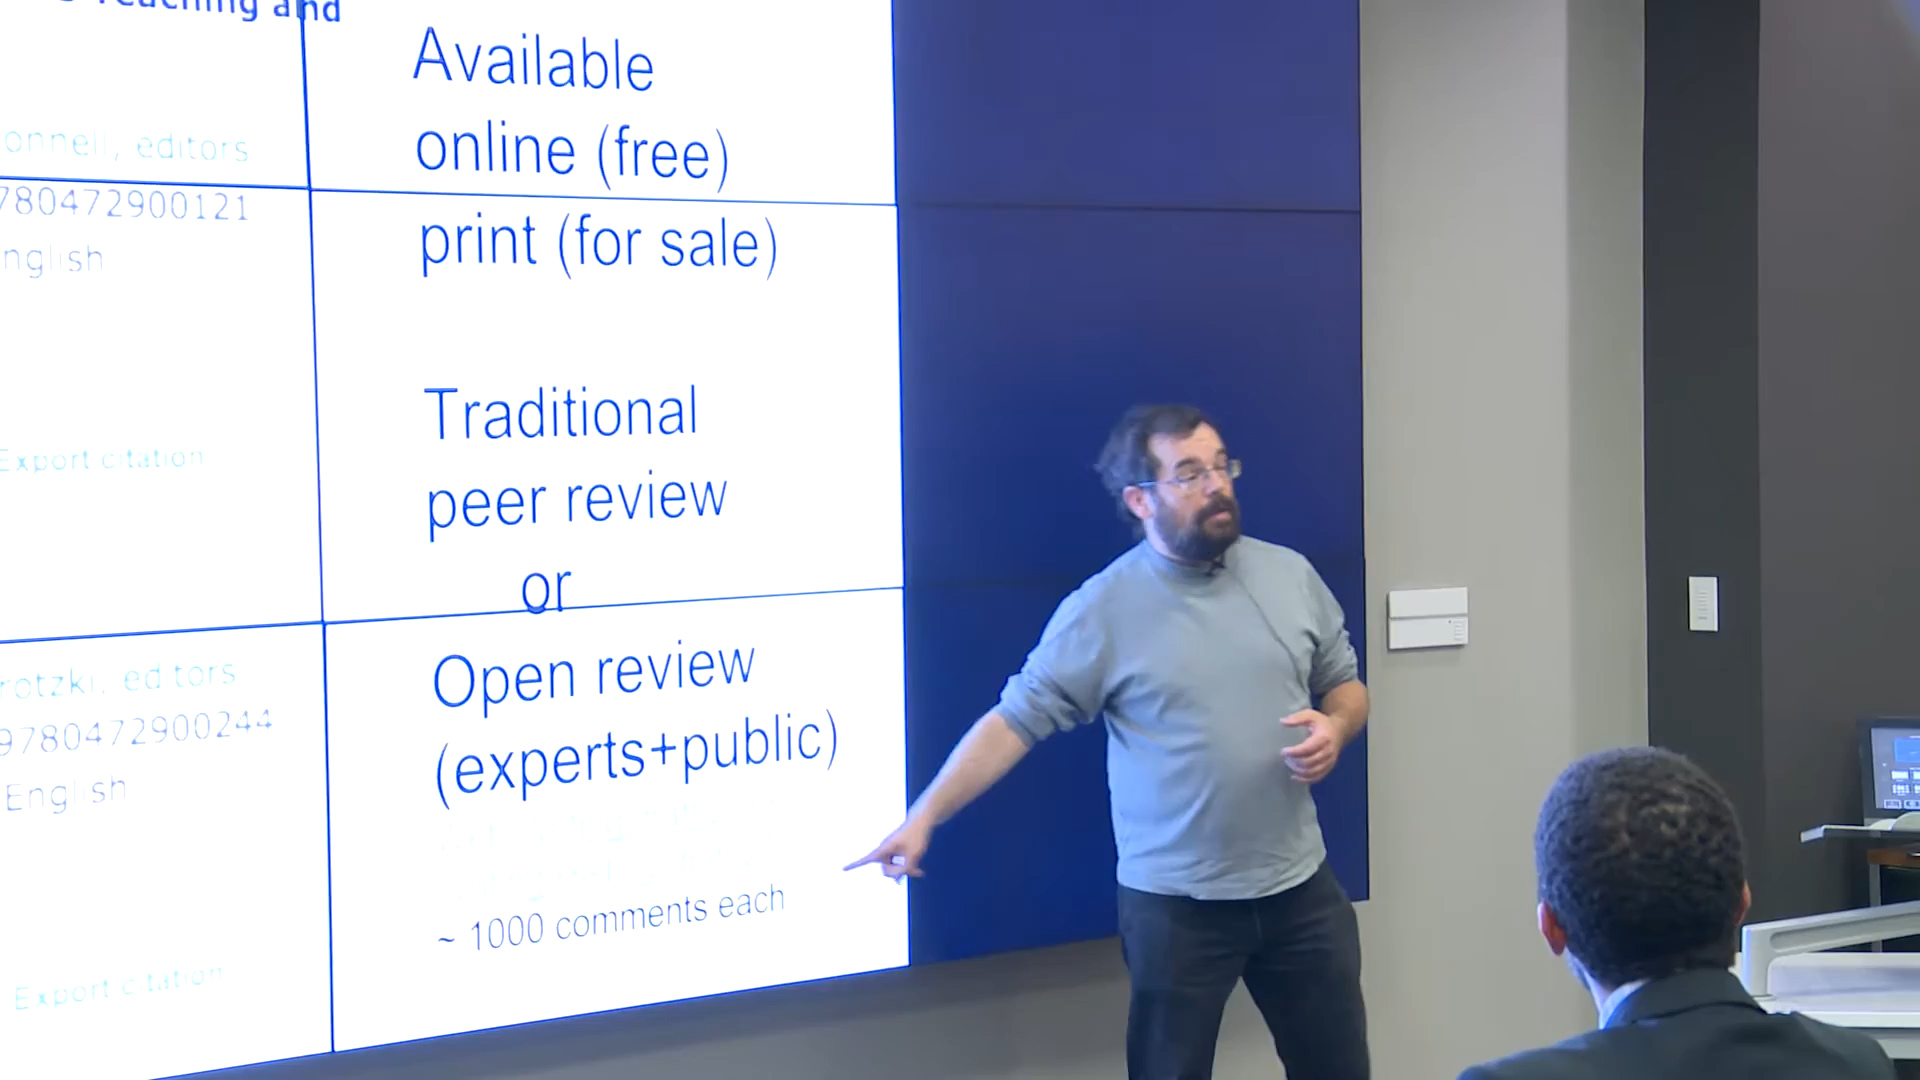 Teaching and
onnell, editors
780472900121
nglish
Export citation
rotzki, editors
9780472900244
English
Export citation
Available
online (free)
print (for sale)
Traditional
peer review
or
Open review
(experts+public)
~ 1000 comments each